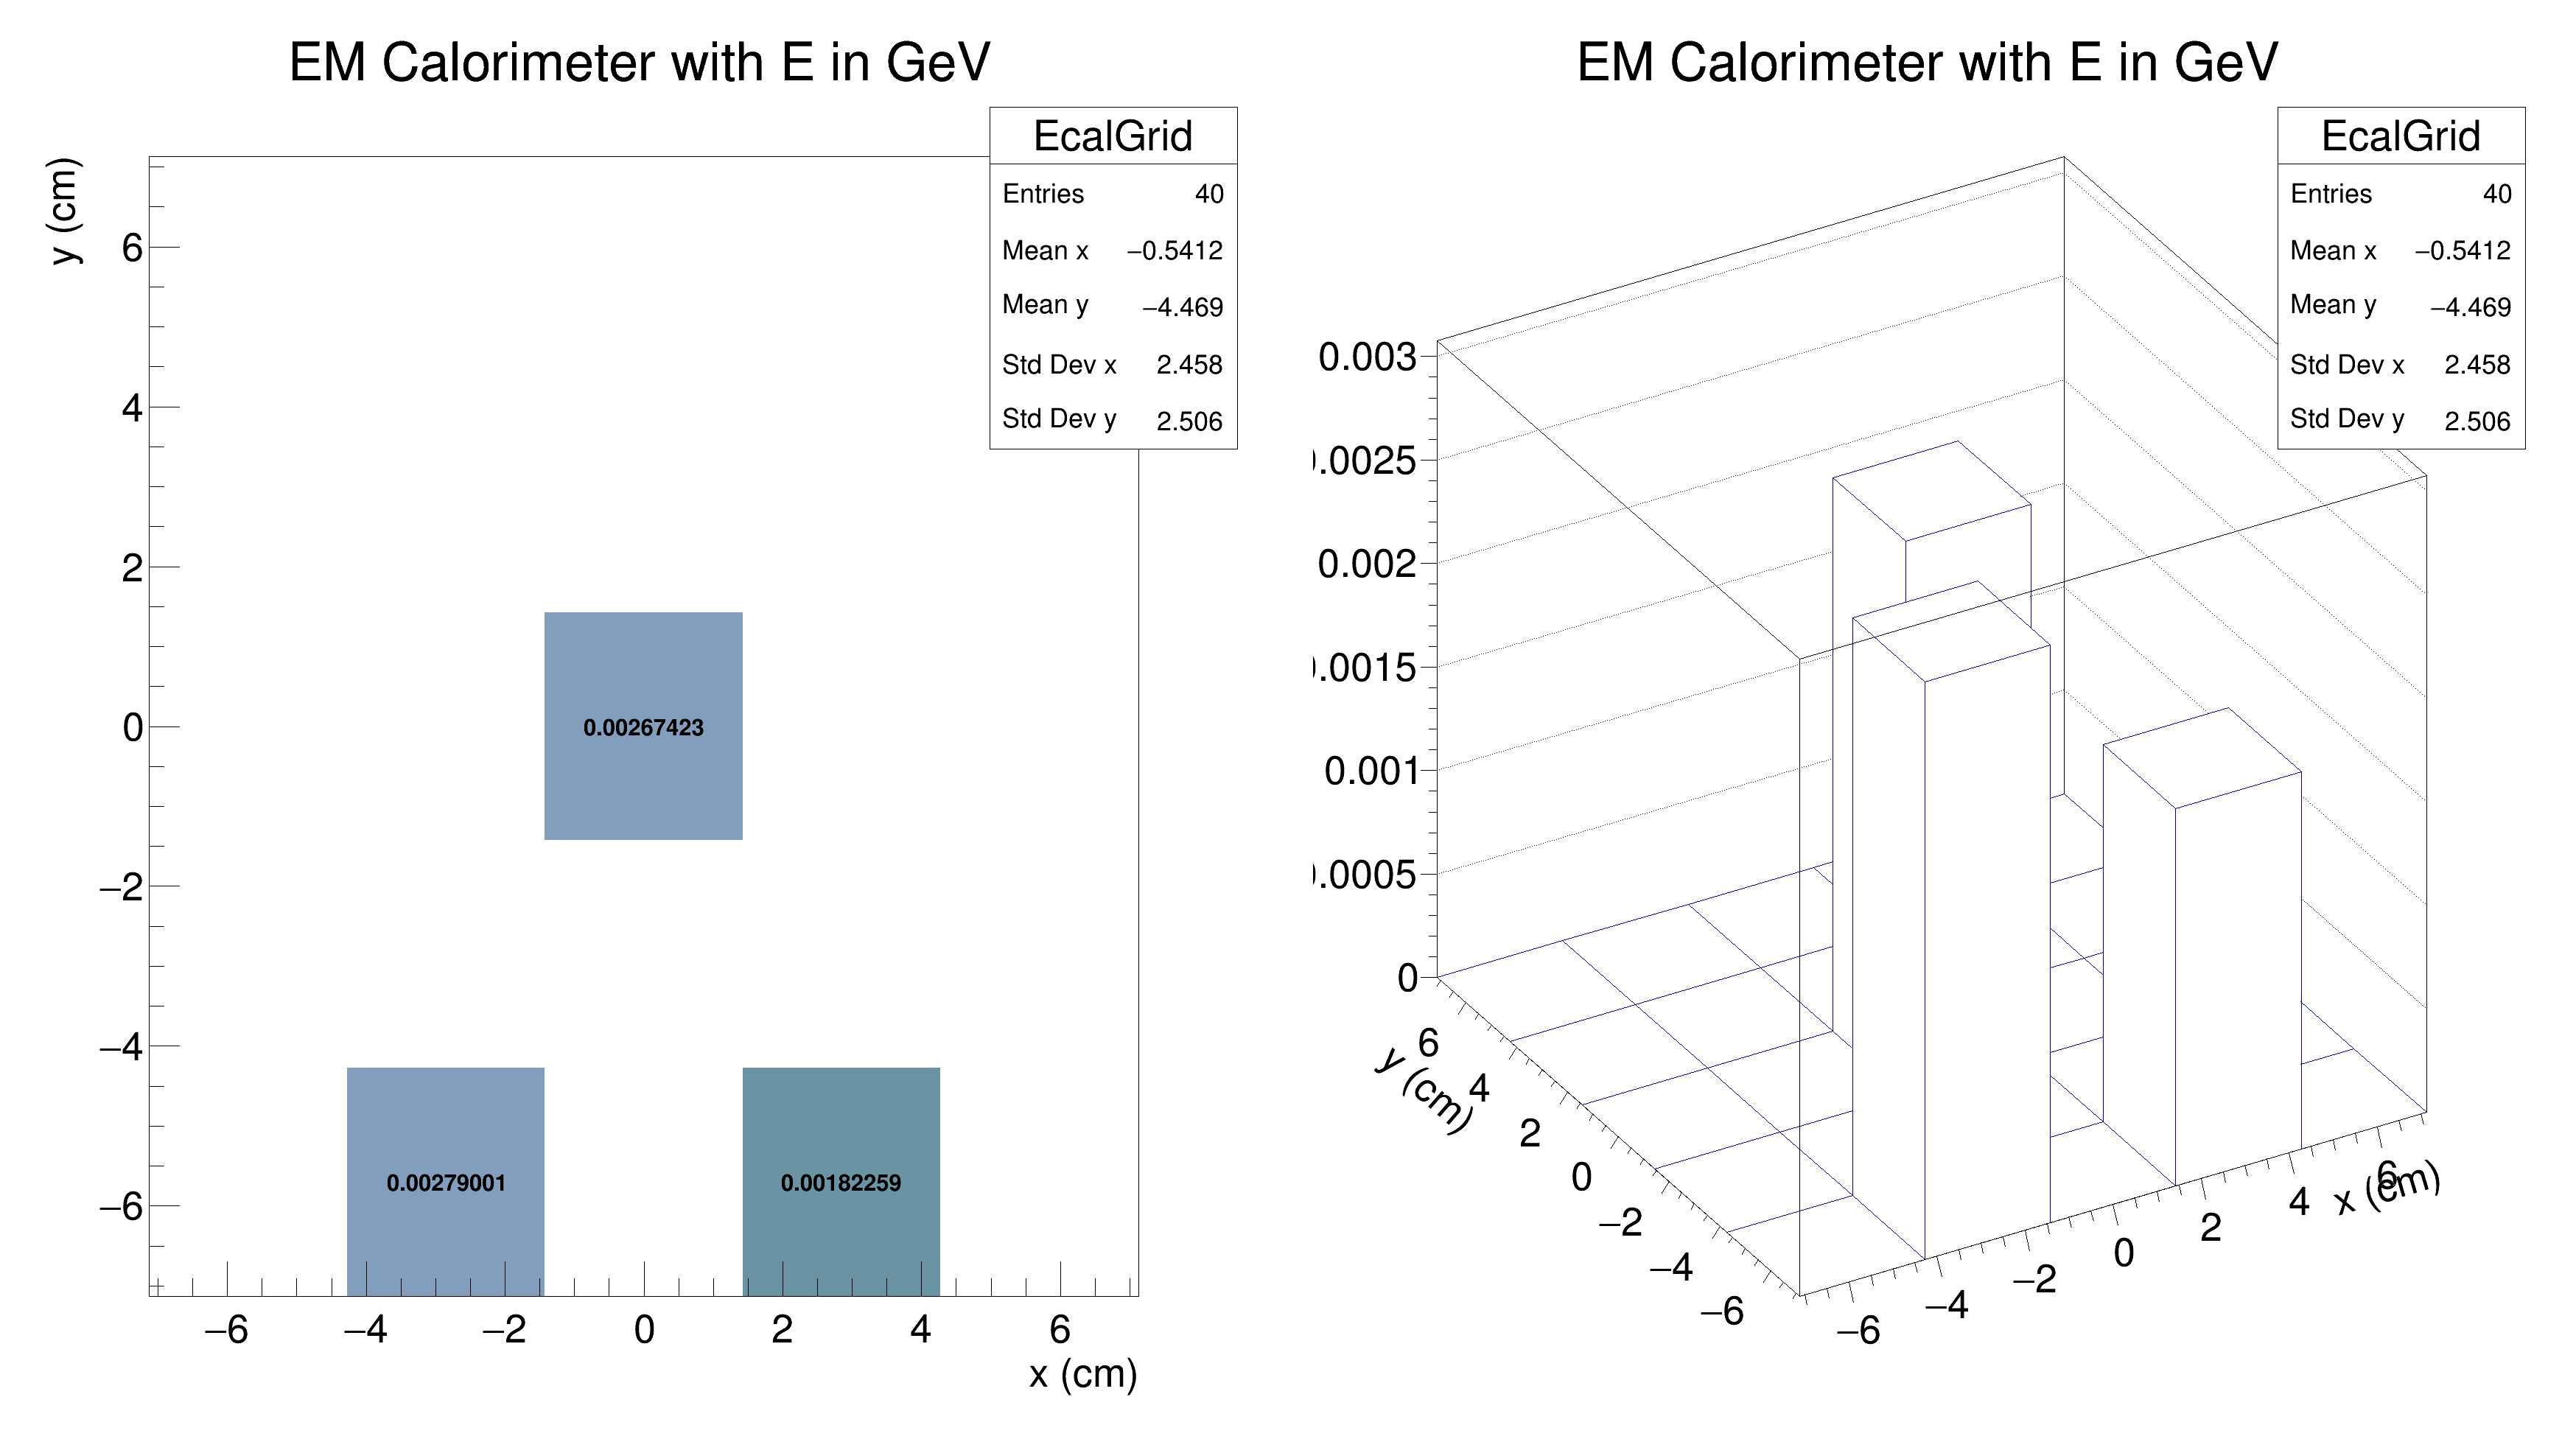 EM Calorimeter with E in GeV
EcalGrid
Entries 40
Mean x −0.5412
Mean y −4.469
Std Dev x 2.458
Std Dev y 2.506
y (cm)
6
4
2
0
−2
−4
−6
0.00267423
0.00279001
0.00182259
−6 −4 −2 0 2 4 6
x (cm)
EM Calorimeter with E in GeV
EcalGrid
Entries 40
Mean x −0.5412
Mean y −4.469
Std Dev x 2.458
Std Dev y 2.506
0.003
.0025
0.002
.0015
0.001
.0005
0
y (cm)
6
4
2
0
−2
−4
−6
−6
−4
−2
0
2
4
6
x (cm)